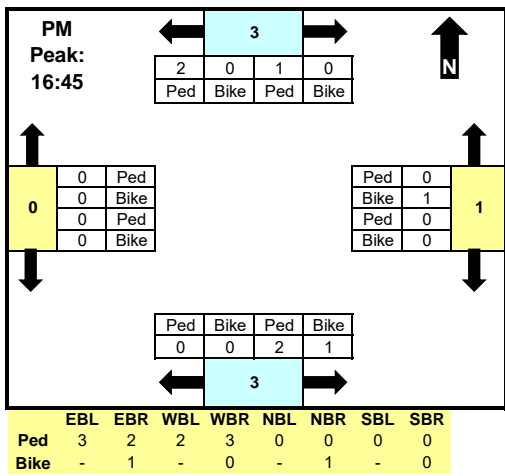 PM
Peak:
16:45
3
N
2 0 1 0
Ped Bike Ped Bike
0
0 Ped
0 Bike
0 Ped
0 Bike
Ped 0
Bike 1
Ped 0
Bike 0
1
Ped Bike Ped Bike
0 0 2 1
3
EBL EBR WBL WBR NBL NBR SBL SBR
Ped 3 2 2 3 0 0 0 0
Bike - 1 - 0 - 1 - 0